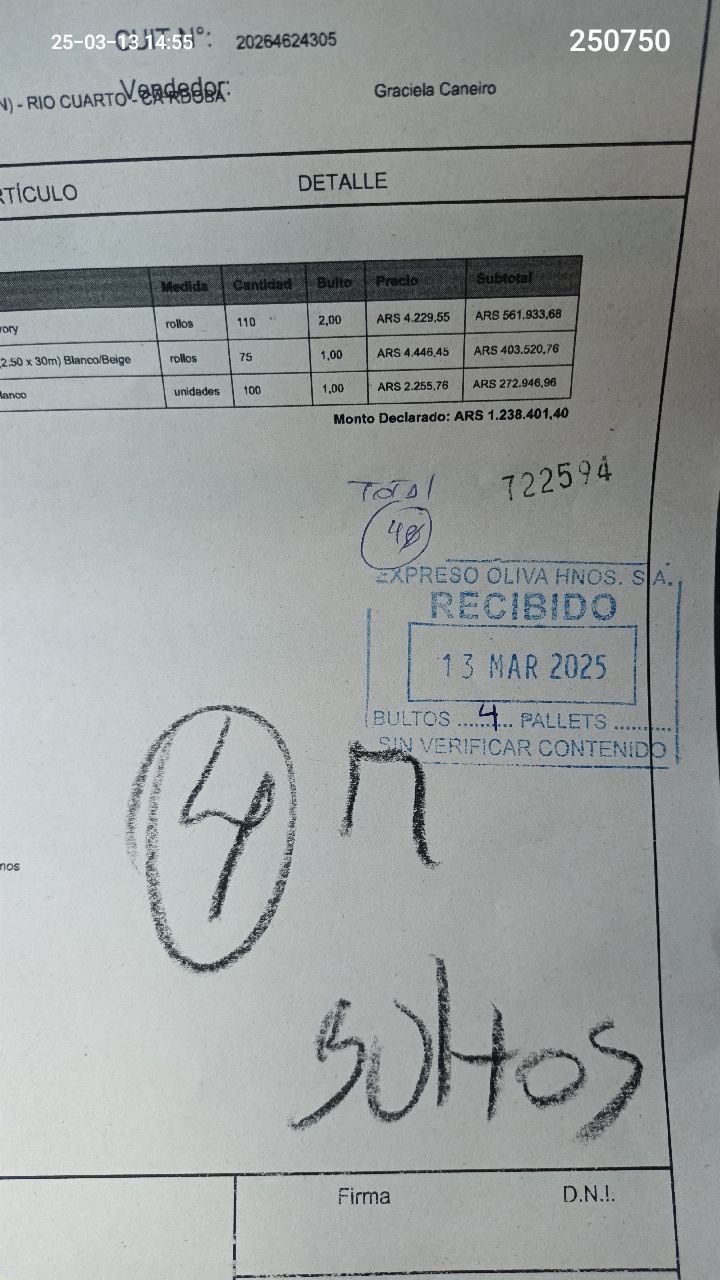 25-03-13 14:55
250750
CUIT N°: 20264624305
Vendedor: Graciela Caneiro
N) - RIO CUARTO - CARDOBA
RTÍCULO DETALLE
Medida Cantidad Bulto Precio Subtotal
vory rollos 110 2,00 ARS 4.229,55 ARS 561.933,68
(2.50 x 30m) Blanco/Beige rollos 75 1,00 ARS 4.446,45 ARS 403.520,76
lanco unidades 100 1,00 ARS 2.255,76 ARS 272.946,96
Monto Declarado: ARS 1.238.401,40
Total 722594
EXPRESO OLIVA HNOS. S.A.
RECIBIDO
13 MAR 2025
BULTOS ....4... PALLETS ..........
SIN VERIFICAR CONTENIDO
4
nos
sultos
Firma D.N.I.